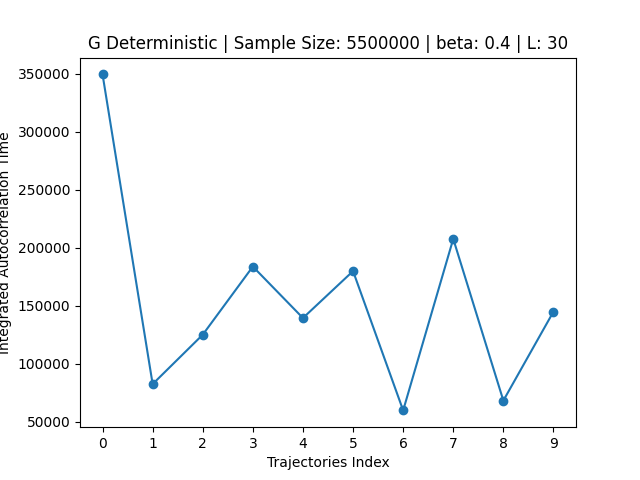 G Deterministic | Sample Size: 5500000 | beta: 0.4 | L: 30
350000
300000
250000
200000
150000
100000
50000
Integrated Autocorrelation Time
0 1 2 3 4 5 6 7 8 9
Trajectories Index